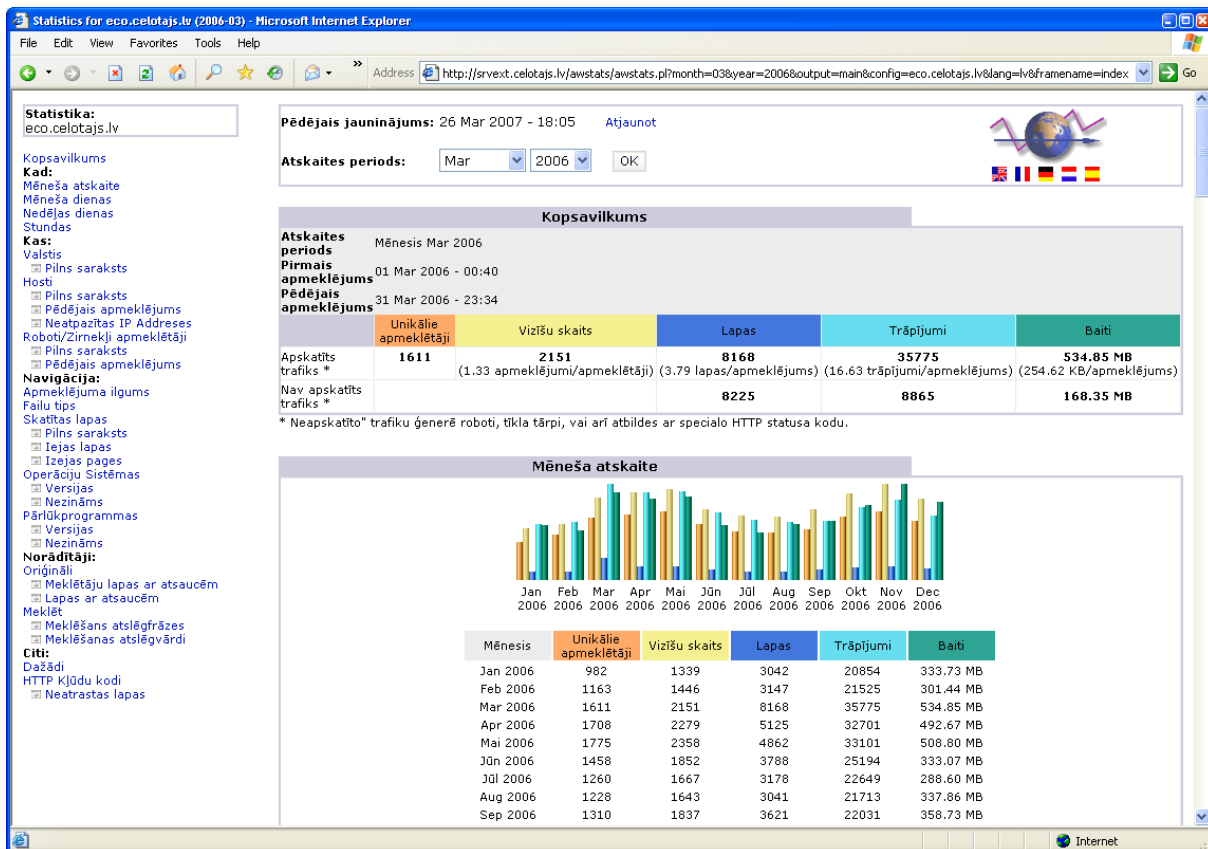 Statistics for eco.celotajs.lv (2006-03) - Microsoft Internet Explorer
File Edit View Favorites Tools Help
» Address http://srvext.celotajs.lv/awstats/awstats.pl?month=03&year=2006&output=main&config=eco.celotajs.lv&lang=lv&framename=index Go
Statistika:
eco.celotajs.lv
Kopsavilkums
Kad:
Mēneša atskaite
Mēneša dienas
Nedēļas dienas
Stundas
Kas:
Valstis
Pilns saraksts
Hosti
Pilns saraksts
Pēdējais apmeklējums
Neatpazītas IP Addreses
Roboti/Zirnekļi apmeklētāji
Pilns saraksts
Pēdējais apmeklējums
Navigācija:
Apmeklējuma ilgums
Failu tips
Skatītas lapas
Pilns saraksts
Iejas lapas
Izejas pages
Operāciju Sistēmas
Versijas
Nezināms
Pārlūkprogrammas
Versijas
Nezināms
Norādītāji:
Oriģināli
Meklētāju lapas ar atsaucēm
Lapas ar atsaucēm
Meklēt
Meklēšans atslēgfrāzes
Meklēšanas atslēgvārdi
Citi:
Dažādi
HTTP Kļūdu kodi
Neatrastas lapas
Pēdējais jauninājums: 26 Mar 2007 - 18:05 Atjaunot
Atskaites periods: Mar 2006 OK
Kopsavilkums
Atskaites periods Mēnesis Mar 2006
Pirmais apmeklējums 01 Mar 2006 - 00:40
Pēdējais apmeklējums 31 Mar 2006 - 23:34
Unikālie apmeklētāji Vizīšu skaits Lapas Trāpījumi Baiti
Apskatīts trafiks * 1611 2151 8168 35775 534.85 MB
(1.33 apmeklējumi/apmeklētāji) (3.79 lapas/apmeklējums) (16.63 trāpījumi/apmeklējums) (254.62 KB/apmeklējums)
Nav apskatīts trafiks * 8225 8865 168.35 MB
* Neapskatīto" trafiku ģenerē roboti, tīkla tārpi, vai arī atbildes ar specialo HTTP statusa kodu.
Mēneša atskaite
Jan Feb Mar Apr Mai Jūn Jūl Aug Sep Okt Nov Dec
2006 2006 2006 2006 2006 2006 2006 2006 2006 2006 2006 2006
Mēnesis Unikālie apmeklētāji Vizīšu skaits Lapas Trāpījumi Baiti
Jan 2006 982 1339 3042 20854 333.73 MB
Feb 2006 1163 1446 3147 21525 301.44 MB
Mar 2006 1611 2151 8168 35775 534.85 MB
Apr 2006 1708 2279 5125 32701 492.67 MB
Mai 2006 1775 2358 4862 33101 508.80 MB
Jūn 2006 1458 1852 3788 25194 333.07 MB
Jūl 2006 1260 1667 3178 22649 288.60 MB
Aug 2006 1228 1643 3041 21713 337.86 MB
Sep 2006 1310 1837 3621 22031 358.73 MB
Internet